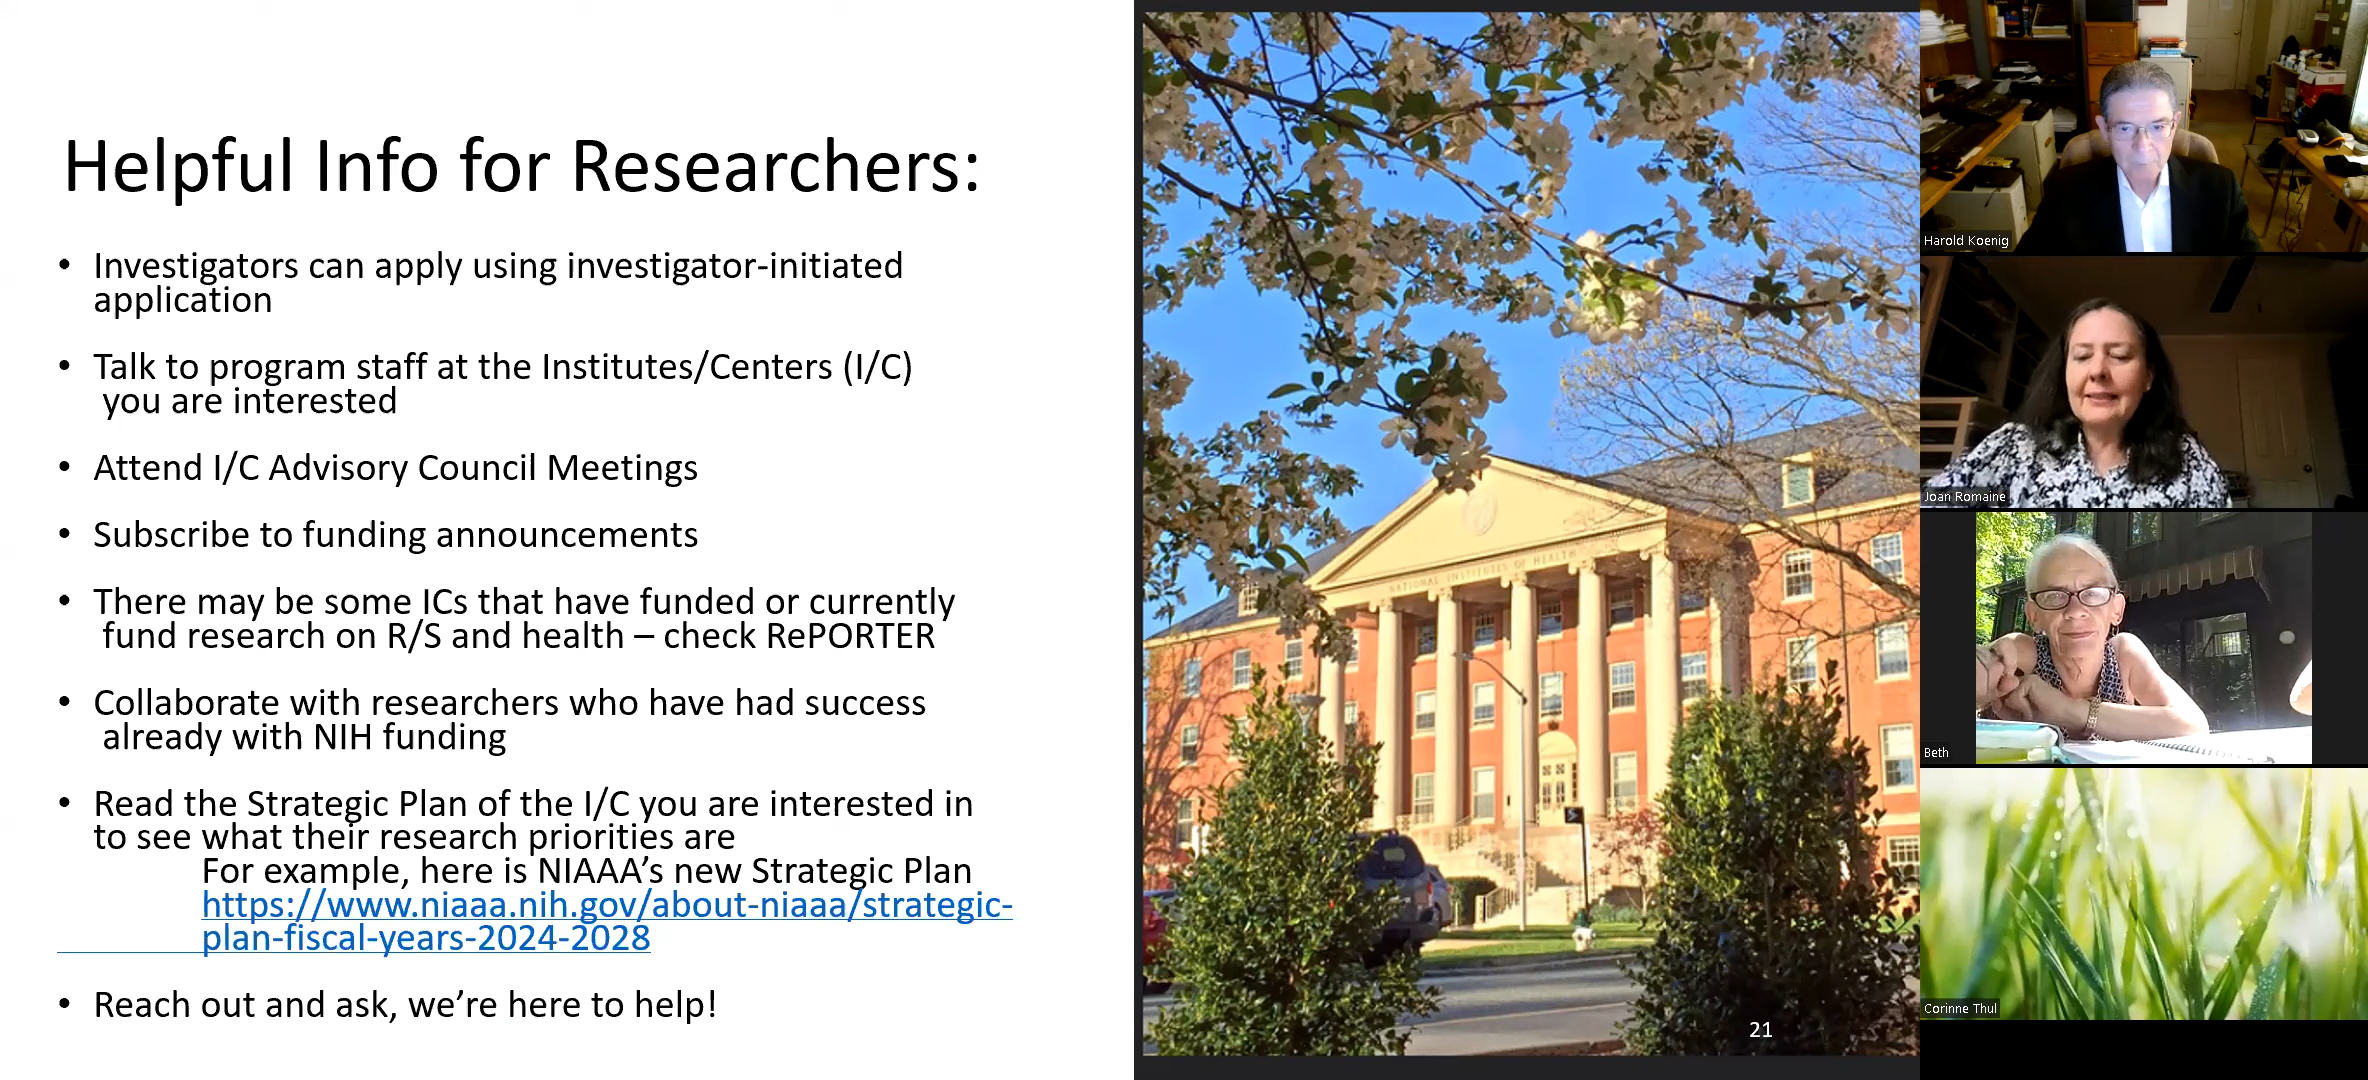 Helpful Info for Researchers:
• Investigators can apply using investigator-initiated
application
• Talk to program staff at the Institutes/Centers (I/C)
you are interested
• Attend I/C Advisory Council Meetings
• Subscribe to funding announcements
• There may be some ICs that have funded or currently
fund research on R/S and health – check RePORTER
• Collaborate with researchers who have had success
already with NIH funding
• Read the Strategic Plan of the I/C you are interested in
to see what their research priorities are
For example, here is NIAAA’s new Strategic Plan
https://www.niaaa.nih.gov/about-niaaa/strategic-
plan-fiscal-years-2024-2028
• Reach out and ask, we’re here to help!
NATIONAL INSTITUTES OF HEALTH
21
Harold Koenig
Joan Romaine
Beth
Corinne Thul